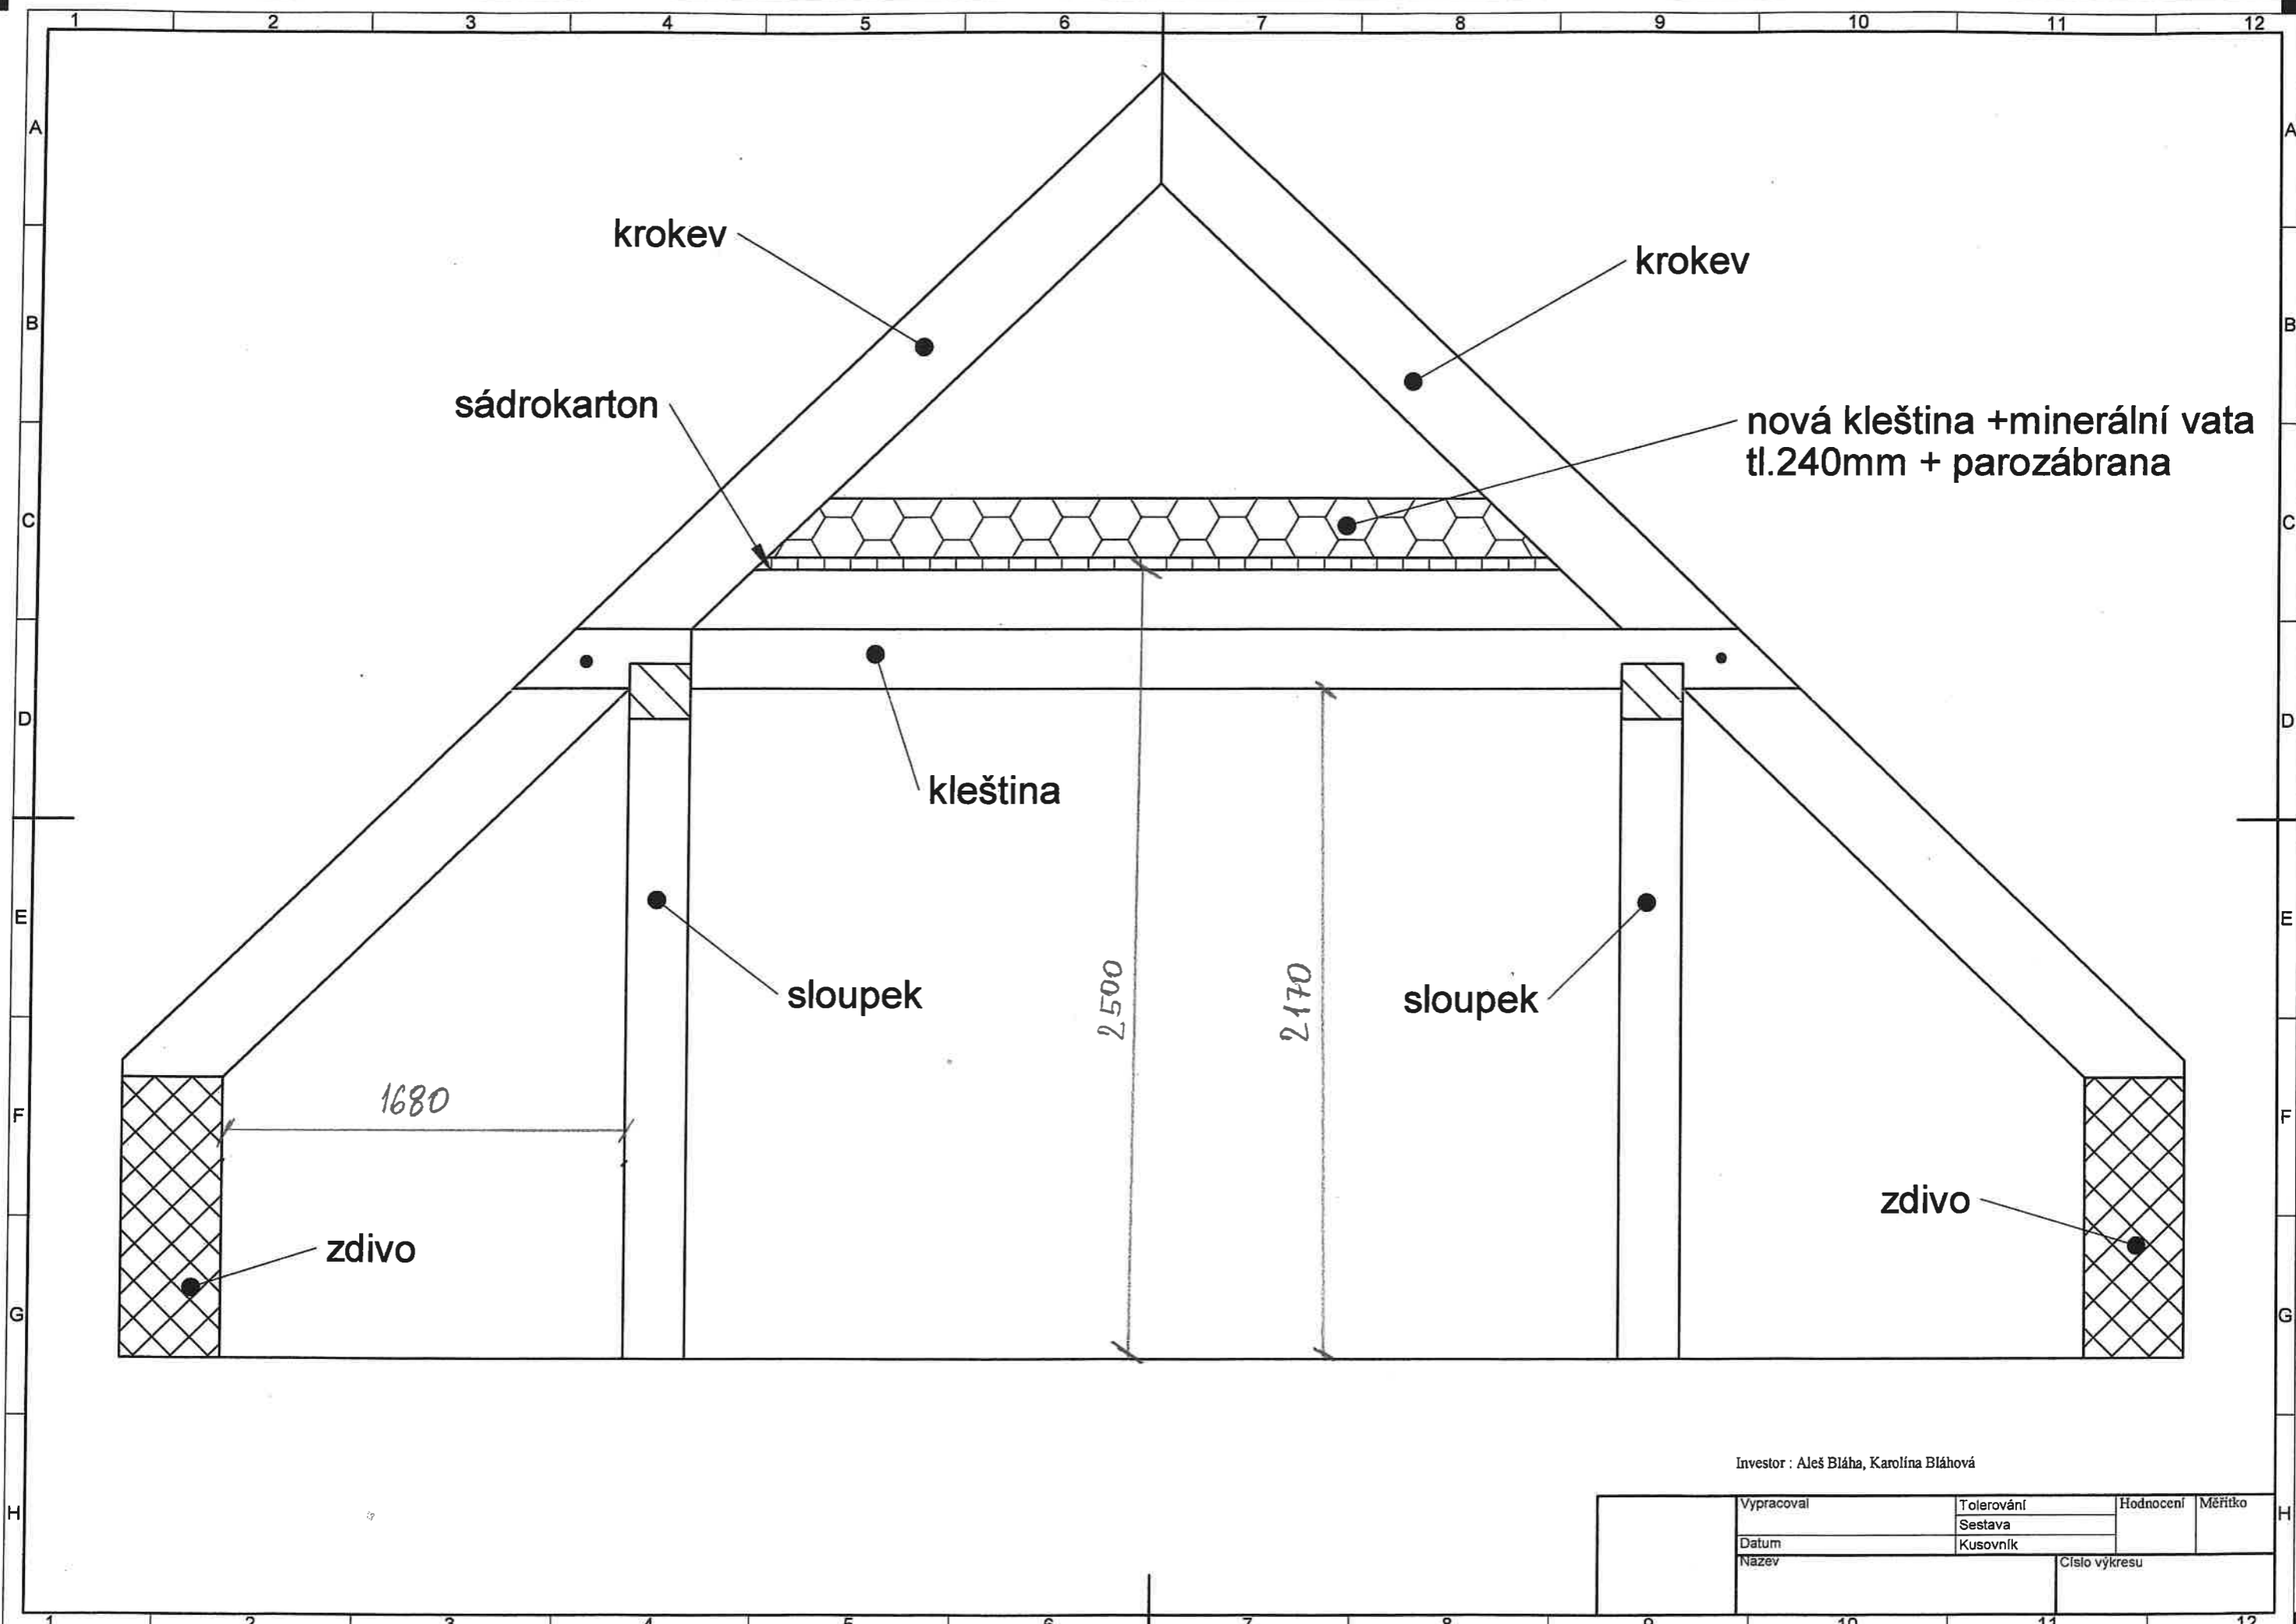 1 2 3 4 5 6 7 8 9 10 11 12
A A
krokev
krokev
B B
sádrokarton
nová kleština +minerální vata
tl.240mm + parozábrana
C C
D D
kleština
E E
sloupek
2500
2170
sloupek
1680
F F
zdivo
zdivo
G G
Investor : Aleš Bláha, Karolína Bláhová
H H
Vypracoval Tolerování Hodnocení Měřítko
Sestava
Datum Kusovník
Název Číslo výkresu
1 2 3 4 5 6 7 8 9 10 11 12